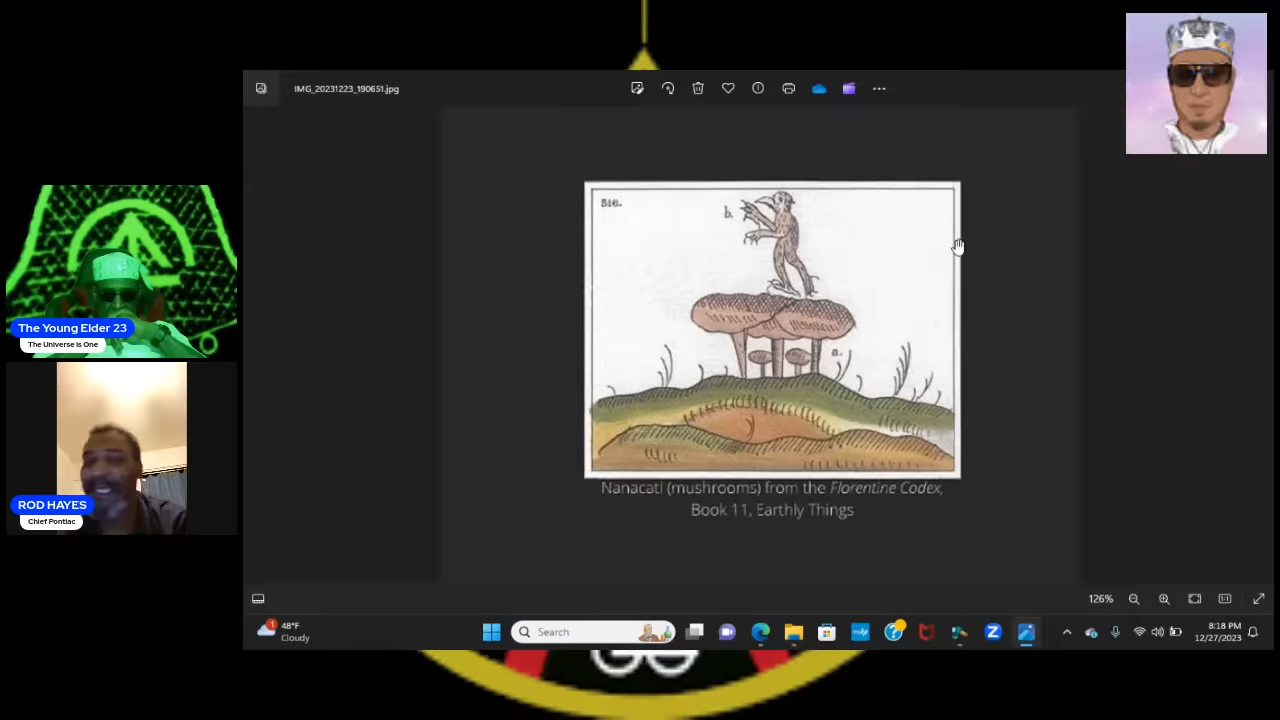 IMG_20231223_190651.jpg
516.
b.
a.
Nanacatl (mushrooms) from the Florentine Codex,
Book 11, Earthly Things
The Young Elder 23
The Universe is One
ROD HAYES
Chief Pontiac
126%
1
48°F
Cloudy
Search
8:18 PM
12/27/2023